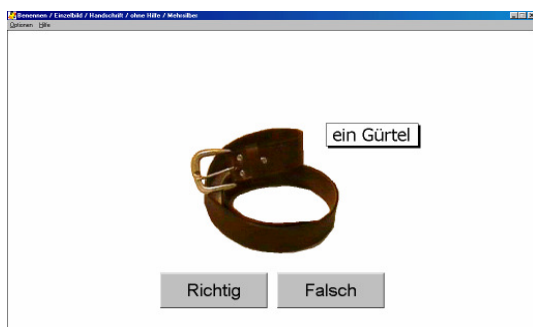 Benennen / Einzelbild / Handschrift / ohne Hilfe / Mehrsilber
Optionen Hilfe
ein Gürtel
Richtig Falsch